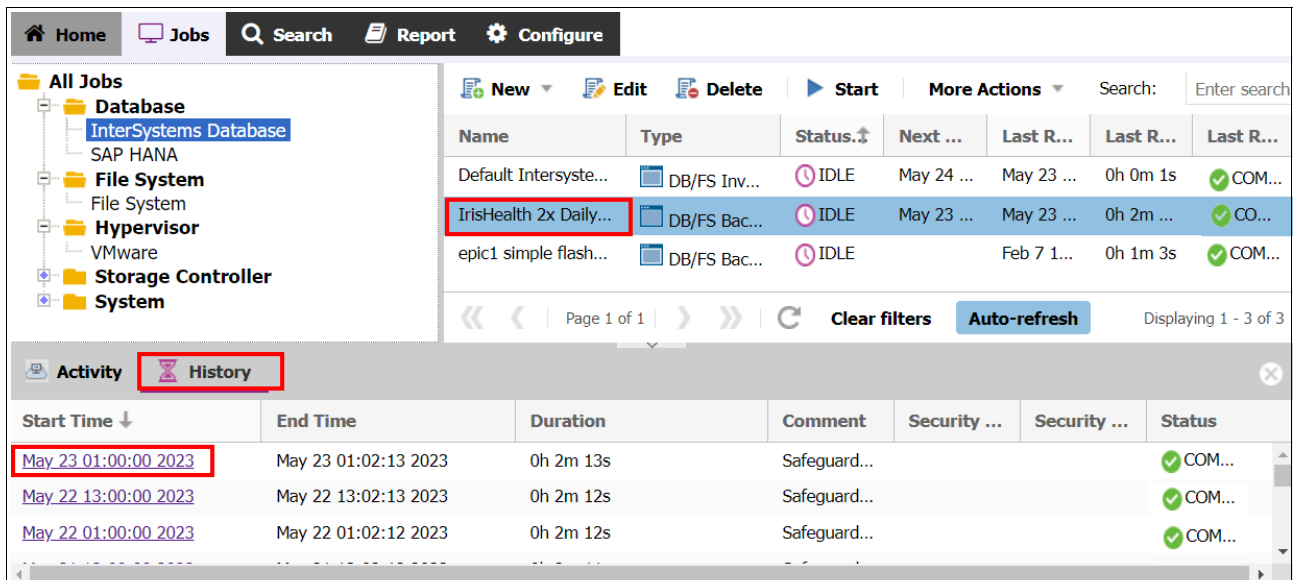 Home Jobs Search Report Configure
All Jobs
Database
InterSystems Database
SAP HANA
File System
File System
Hypervisor
VMware
Storage Controller
System
New Edit Delete Start More Actions Search: Enter search
Name Type Status. Next ... Last R... Last R... Last R...
Default Intersyste... DB/FS Inv... IDLE May 24 ... May 23 ... 0h 0m 1s COM...
IrisHealth 2x Daily... DB/FS Bac... IDLE May 23 ... May 23 ... 0h 2m ... CO...
epic1 simple flash... DB/FS Bac... IDLE Feb 7 1... 0h 1m 3s COM...
Page 1 of 1 Clear filters Auto-refresh Displaying 1 - 3 of 3
Activity History
Start Time End Time Duration Comment Security ... Security ... Status
May 23 01:00:00 2023 May 23 01:02:13 2023 0h 2m 13s Safeguard... COM...
May 22 13:00:00 2023 May 22 13:02:13 2023 0h 2m 12s Safeguard... COM...
May 22 01:00:00 2023 May 22 01:02:12 2023 0h 2m 12s Safeguard... COM...